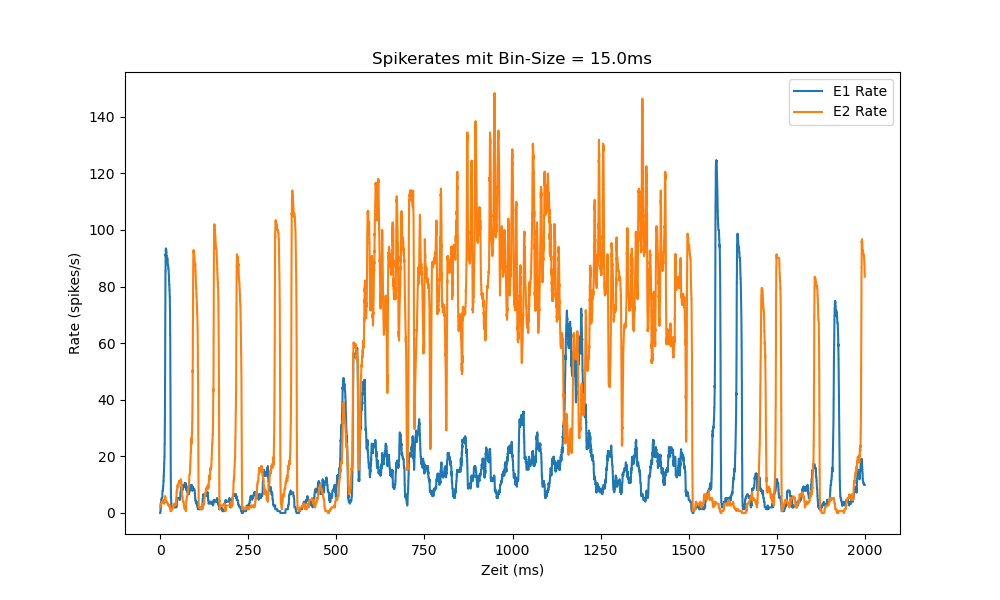 Spikerates mit Bin-Size = 15.0ms
E1 Rate
E2 Rate
Rate (spikes/s)
140
120
100
80
60
40
20
0
0 250 500 750 1000 1250 1500 1750 2000
Zeit (ms)